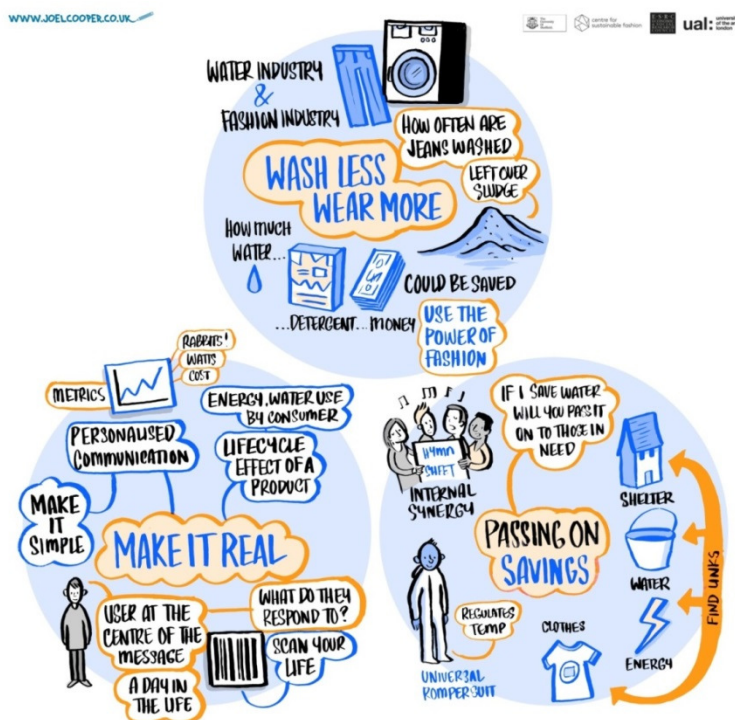 WWW.JOELCOOPER.CO.UK
centre for
sustainable fashion
ual:
WATER INDUSTRY
&
FASHION INDUSTRY
HOW OFTEN ARE
JEANS WASHED
WASH LESS
WEAR MORE
LEFT OVER
SLUDGE
HOW MUCH
WATER...
...DETERGENT... MONEY
COULD BE SAVED
USE THE
POWER OF
FASHION
METRICS
RABBITS!
WATTS
COST
PERSONALISED
COMMUNICATION
ENERGY, WATER USE
BY CONSUMER
LIFECYCLE
EFFECT OF A
PRODUCT
MAKE
IT
SIMPLE
MAKE IT REAL
USER AT THE
CENTRE OF THE
MESSAGE
WHAT DO THEY
RESPOND TO?
SCAN YOUR
LIFE
A DAY IN
THE LIFE
HYMN
SHEET
INTERNAL
SYNERGY
IF I SAVE WATER
WILL YOU PASS IT
ON TO THOSE IN
NEED
SHELTER
PASSING ON
SAVINGS
WATER
FIND LINKS
REGULATES
TEMP
CLOTHES
ENERGY
UNIVERSAL
ROMPER SUIT